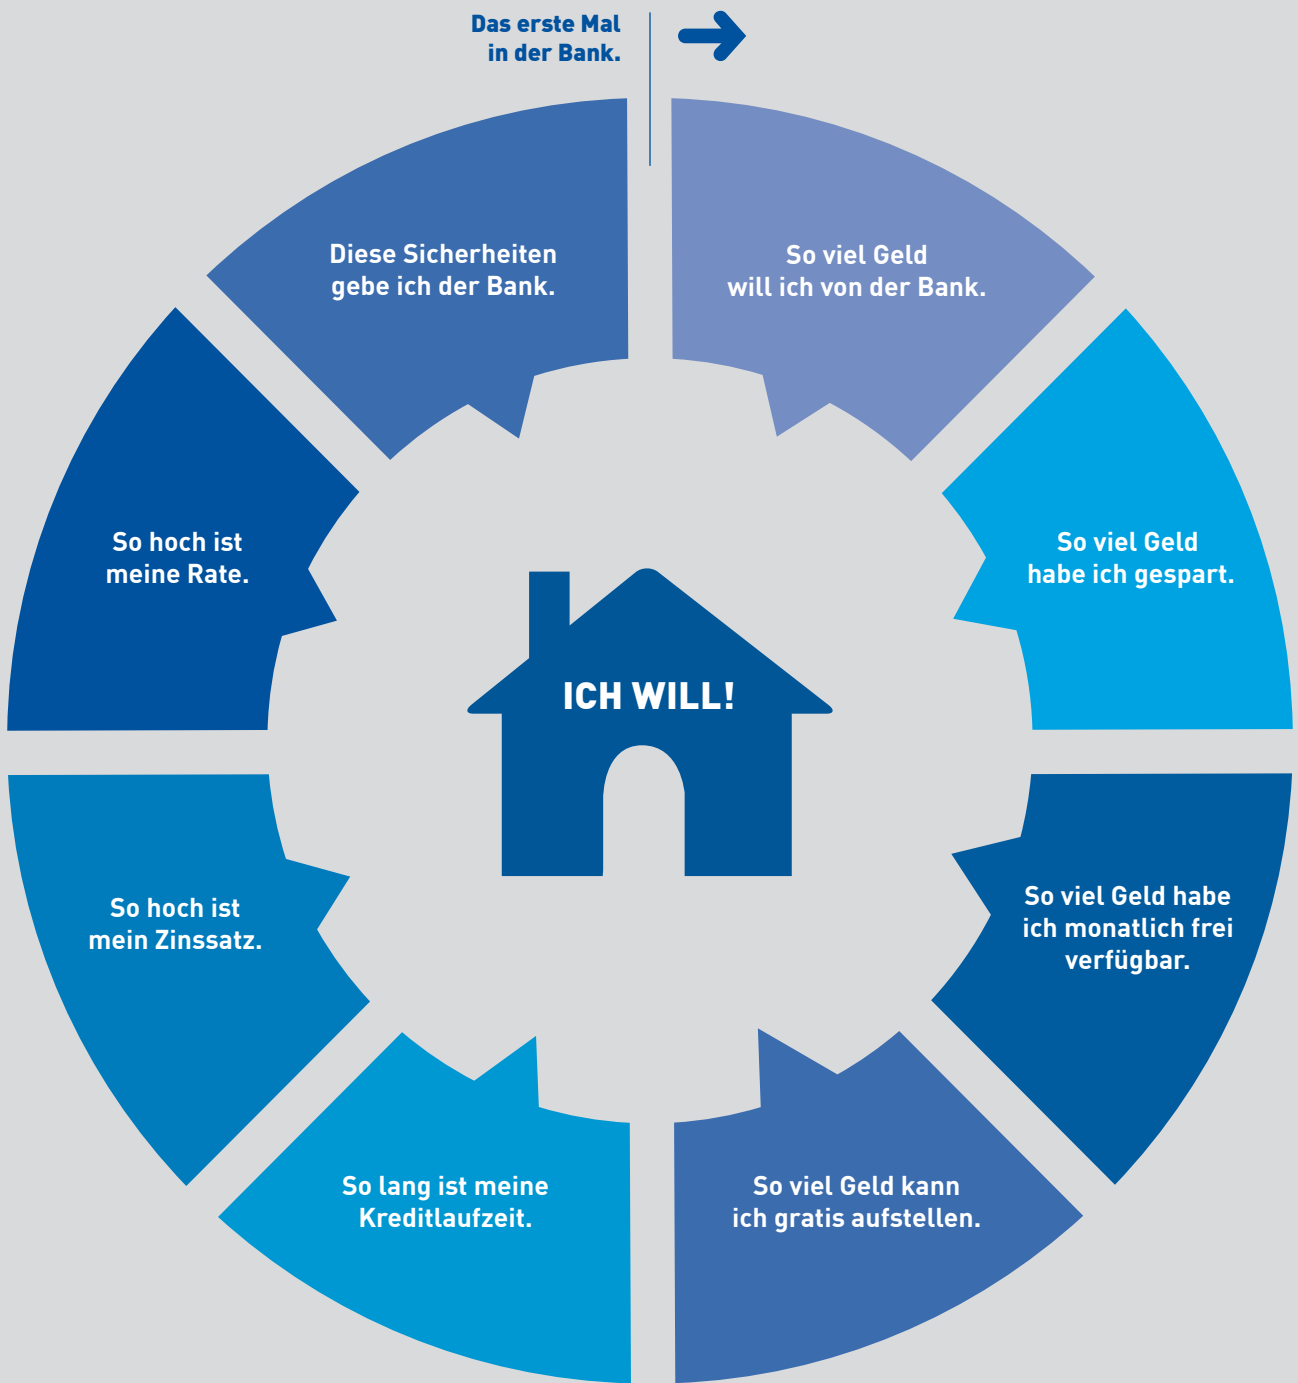 Das erste Mal
in der Bank.
So viel Geld
will ich von der Bank.
So viel Geld
habe ich gespart.
So viel Geld habe
ich monatlich frei
verfügbar.
So viel Geld kann
ich gratis aufstellen.
So lang ist meine
Kreditlaufzeit.
So hoch ist
mein Zinssatz.
So hoch ist
meine Rate.
Diese Sicherheiten
gebe ich der Bank.
ICH WILL!